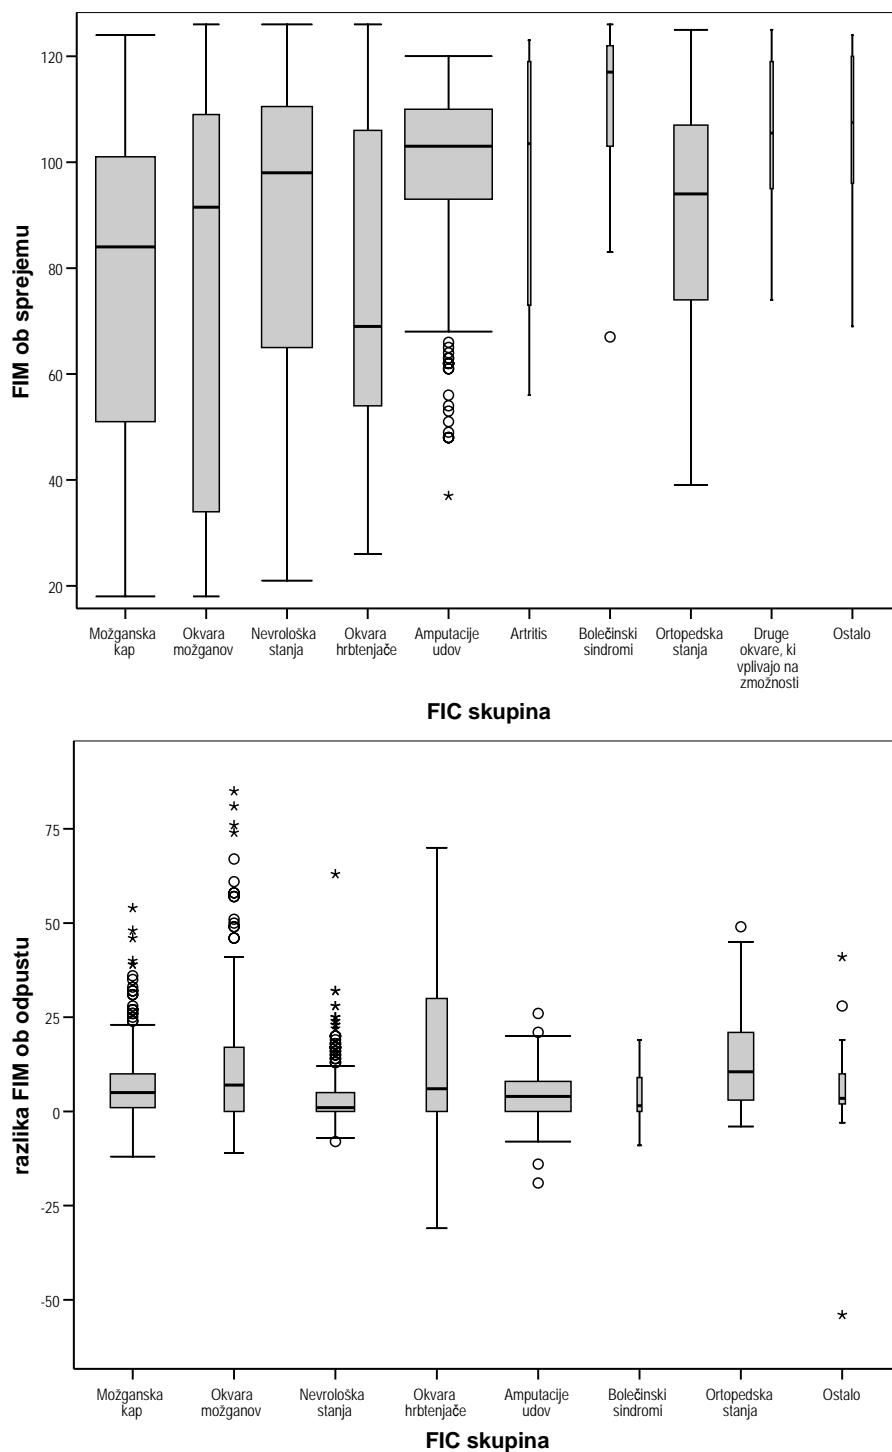 120
100
80
60
40
20
FIM ob sprejemu
Možganska
kap
Okvara
možganov
Nevrološka
stanja
Okvara
hrbtenjače
Amputacije
udov
Artritis
Bolečinski
sindromi
Ortopedska
stanja
Druge
okvare, ki
vplivajo na
zmožnosti
Ostalo
FIC skupina
75
50
25
0
-25
-50
razlika FIM ob odpustu
Možganska
kap
Okvara
možganov
Nevrološka
stanja
Okvara
hrbtenjače
Amputacije
udov
Bolečinski
sindromi
Ortopedska
stanja
Ostalo
FIC skupina